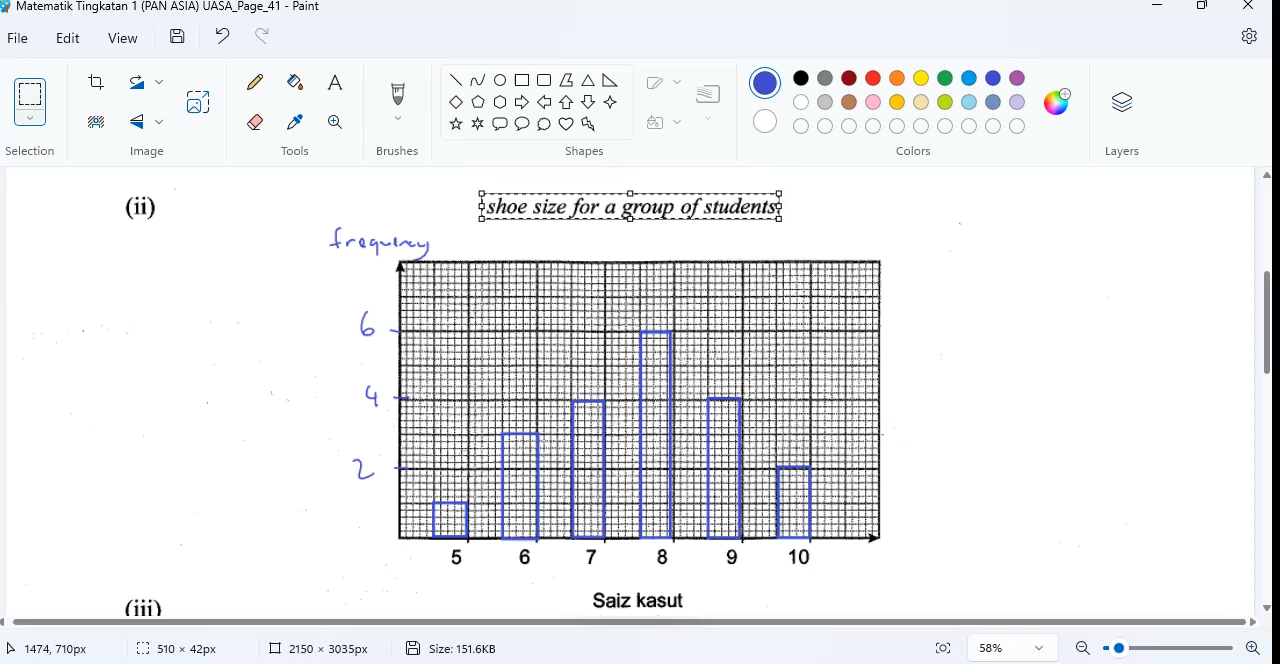 Matematik Tingkatan 1 (PAN ASIA) UASA_Page_41 - Paint
File Edit View
Selection Image Tools Brushes Shapes Colors Layers
(ii)
shoe size for a group of students
frequency
6
4
2
5 6 7 8 9 10
Saiz kasut
(iii)
1474, 710px 510 × 42px 2150 × 3035px Size: 151.6KB 58%